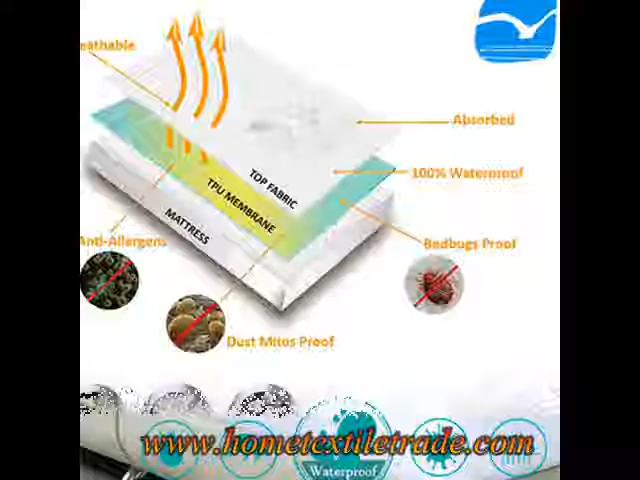 eathable
Absorbed
100% Waterproof
TOP FABRIC
TPU MEMBRANE
MATTRESS
Anti-Allergens
Bedbugs Proof
Dust Mites Proof
www.hometextiletrade.com
Waterproof